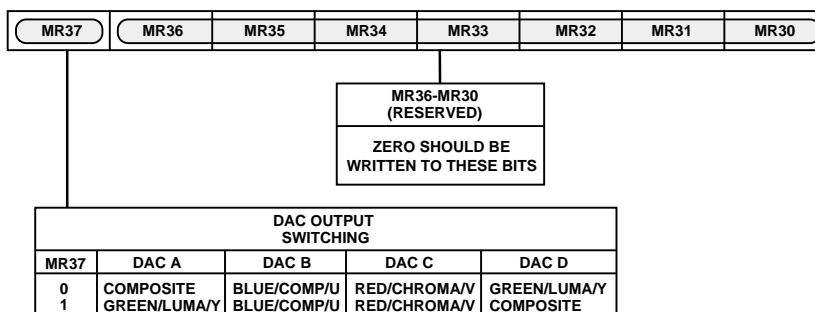 MR37 MR36 MR35 MR34 MR33 MR32 MR31 MR30
MR36-MR30
(RESERVED)
ZERO SHOULD BE
WRITTEN TO THESE BITS
DAC OUTPUT
SWITCHING
MR37 DAC A DAC B DAC C DAC D
0 COMPOSITE BLUE/COMP/U RED/CHROMA/V GREEN/LUMA/Y
1 GREEN/LUMA/Y BLUE/COMP/U RED/CHROMA/V COMPOSITE